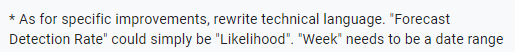 * As for specific improvements, rewrite technical language. "Forecast
Detection Rate" could simply be "Likelihood". "Week" needs to be a date range